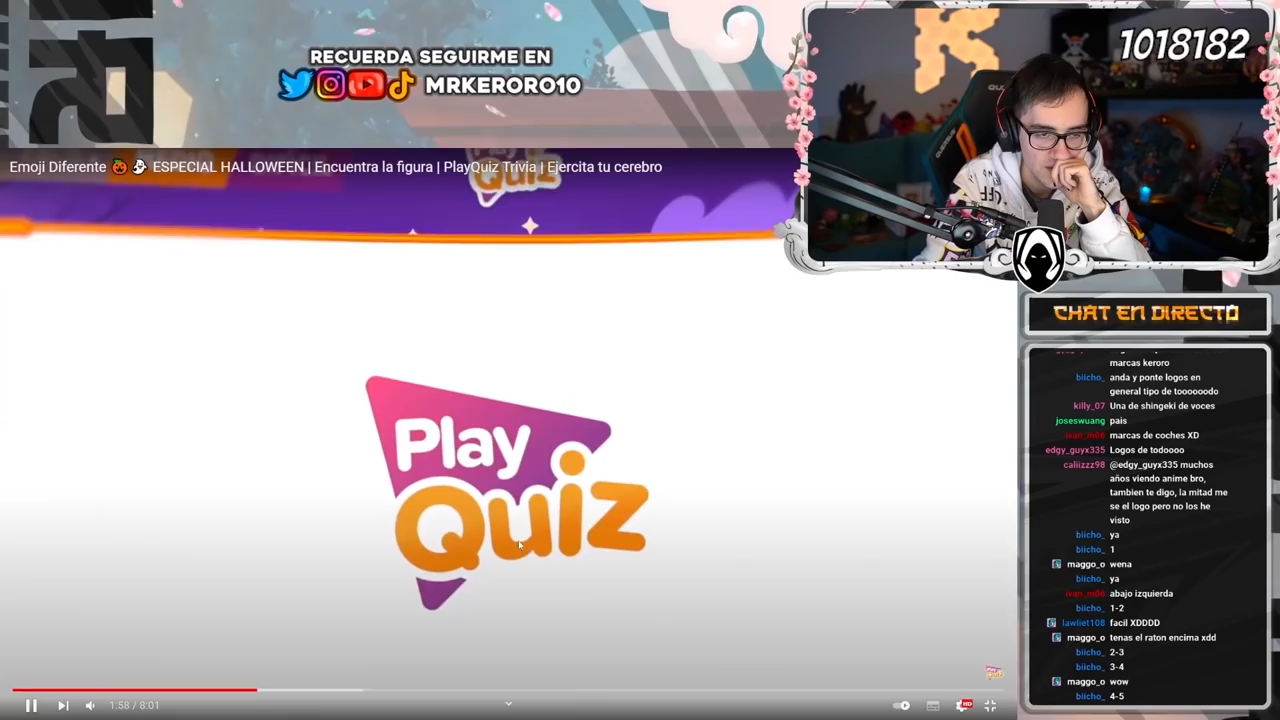 RECUERDA SEGUIRME EN
MRKERORO10
1018182
Emoji Diferente 🎃 👻 ESPECIAL HALLOWEEN | Encuentra la figura | PlayQuiz Trivia | Ejercita tu cerebro
Play
Quiz
CHAT EN DIRECTO
marcas keroro
biicho_ anda y ponte logos en
general tipo de toooooodo
killy_07 Una de shingeki de voces
joseswuang pais
ivan_m06 marcas de coches XD
edgy_guyx335 Logos de todoooo
caliizzz98 @edgy_guyx335 muchos
años viendo anime bro,
tambien te digo, la mitad me
se el logo pero no los he
visto
biicho_ ya
biicho_ 1
maggo_o wena
biicho_ ya
ivan_m06 abajo izquierda
biicho_ 1-2
lawliet108 facil XDDDD
maggo_o tenas el raton encima xdd
biicho_ 2-3
biicho_ 3-4
maggo_o wow
biicho_ 4-5
1:58 / 8:01
HD